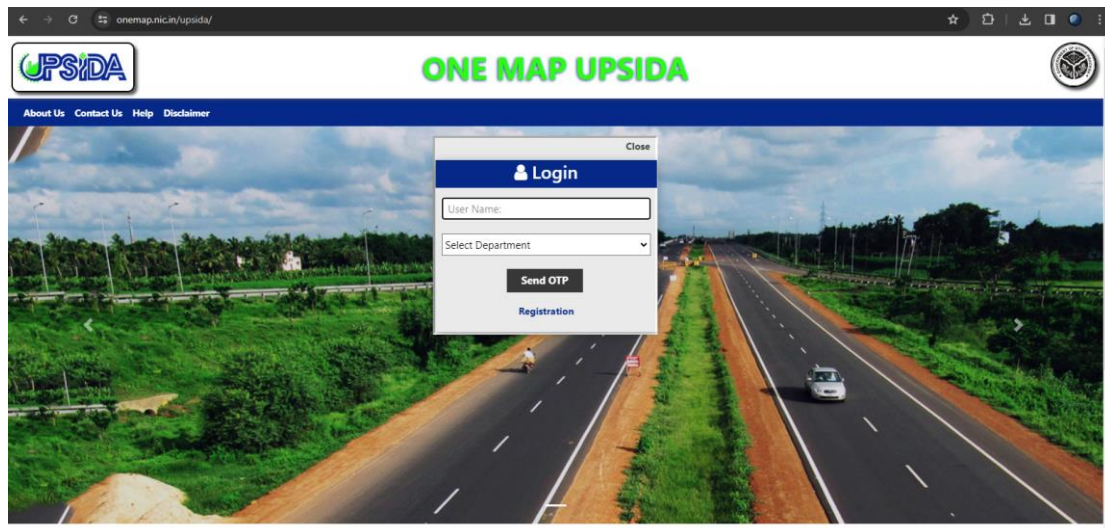 onemap.nic.in/upsida/
UPSIDA
ONE MAP UPSIDA
About Us Contact Us Help Disclaimer
Close
Login
User Name:
Select Department
Send OTP
Registration